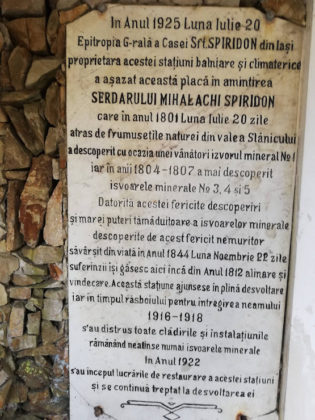 In Anul 1925 Luna Iulie 20
Epitropia G-rală a Casei Sf.t SPIRIDON din Iași
proprietara acestei stațiuni balniare și climaterice
a așazat această placă în amintirea
SERDARULUI MIHALACHI SPIRIDON
care în anul 1801 Luna Iulie 20 zile
atras de frumusețile naturei din valea Slănicului
a descoperit cu ocazia unei vânători izvorul mineral No 1
iar în anii 1804-1807 a mai descoperit
isvoarele minerale No 3, 4 și 5
Datorită acestei fericite descoperiri
și marei puteri tămăduitoare a isvoarelor minerale
descoperite de acest fericit nemuritor
săvârșit din viață în Anul 1844 Luna Noembrie 22 zile
suferinzii își găsesc aici încă din Anul 1812 alinare și
vindecare. Această stațiune ajunsese în plină desvoltare
iar în timpul răsboiului pentru întregirea neamului
1916-1918
s'au distrus toate clădirile și instalațiunile
rămânând neatinse numai isvoarele minerale
In Anul 1922
s'au început lucrările de restaurare a acestei stațiuni
și se continuă treptat la desvoltarea ei